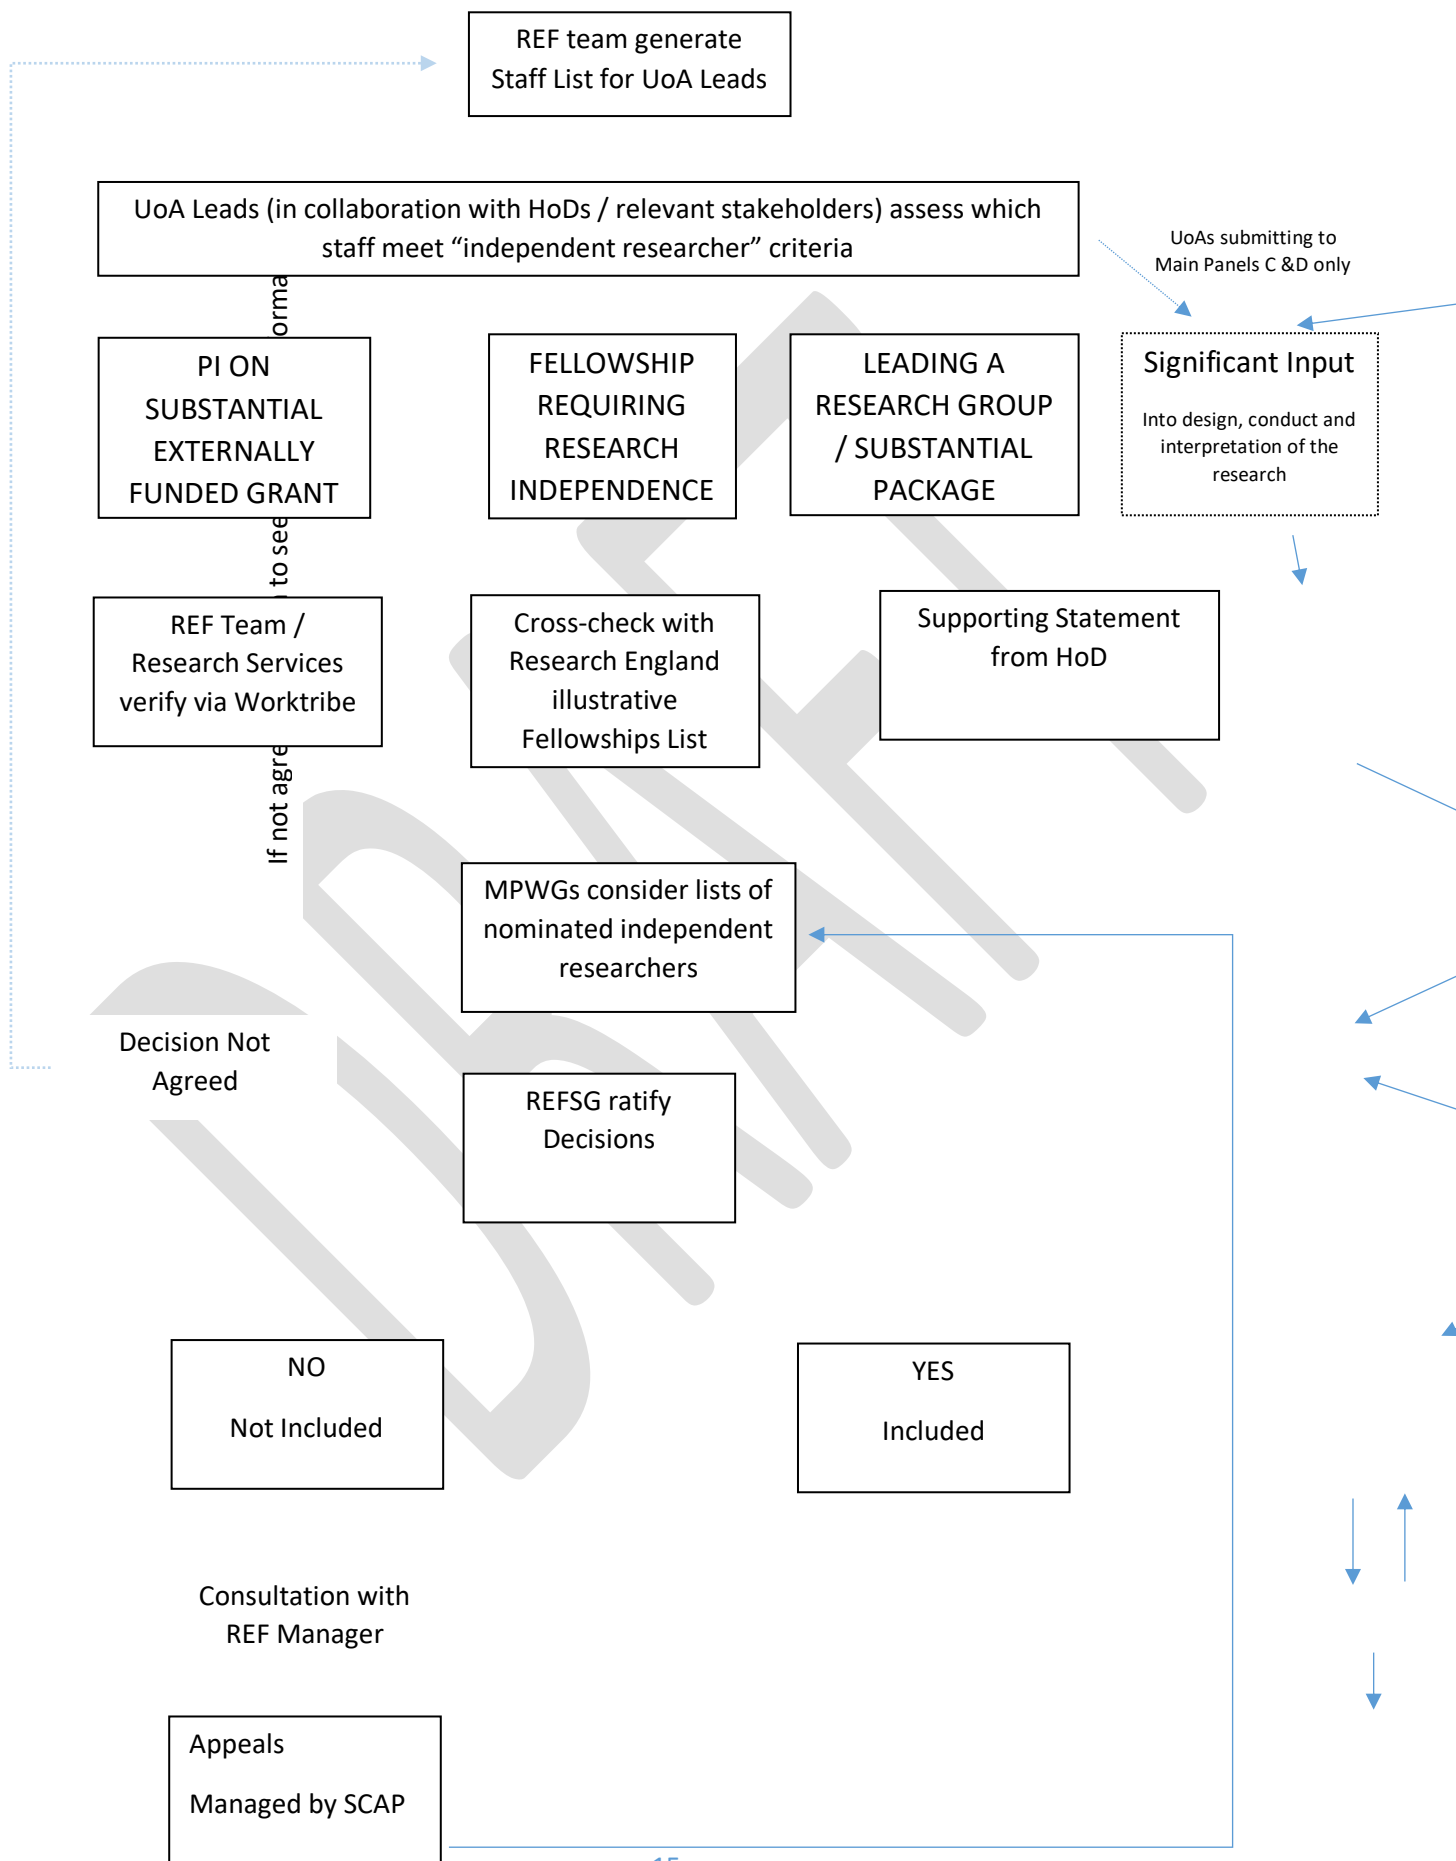 REF team generate
Staff List for UoA Leads
UoA Leads (in collaboration with HoDs / relevant stakeholders) assess which
staff meet “independent researcher” criteria
UoAs submitting to
Main Panels C &D only
PI ON
SUBSTANTIAL
EXTERNALLY
FUNDED GRANT
FELLOWSHIP
REQUIRING
RESEARCH
INDEPENDENCE
LEADING A
RESEARCH GROUP
/ SUBSTANTIAL
PACKAGE
Significant Input
Into design, conduct and
interpretation of the
research
If not agre to see orma
REF Team /
Research Services
verify via Worktribe
Cross-check with
Research England
illustrative
Fellowships List
Supporting Statement
from HoD
MPWGs consider lists of
nominated independent
researchers
Decision Not
Agreed
REFSG ratify
Decisions
NO
Not Included
YES
Included
Consultation with
REF Manager
Appeals
Managed by SCAP
DRAFT